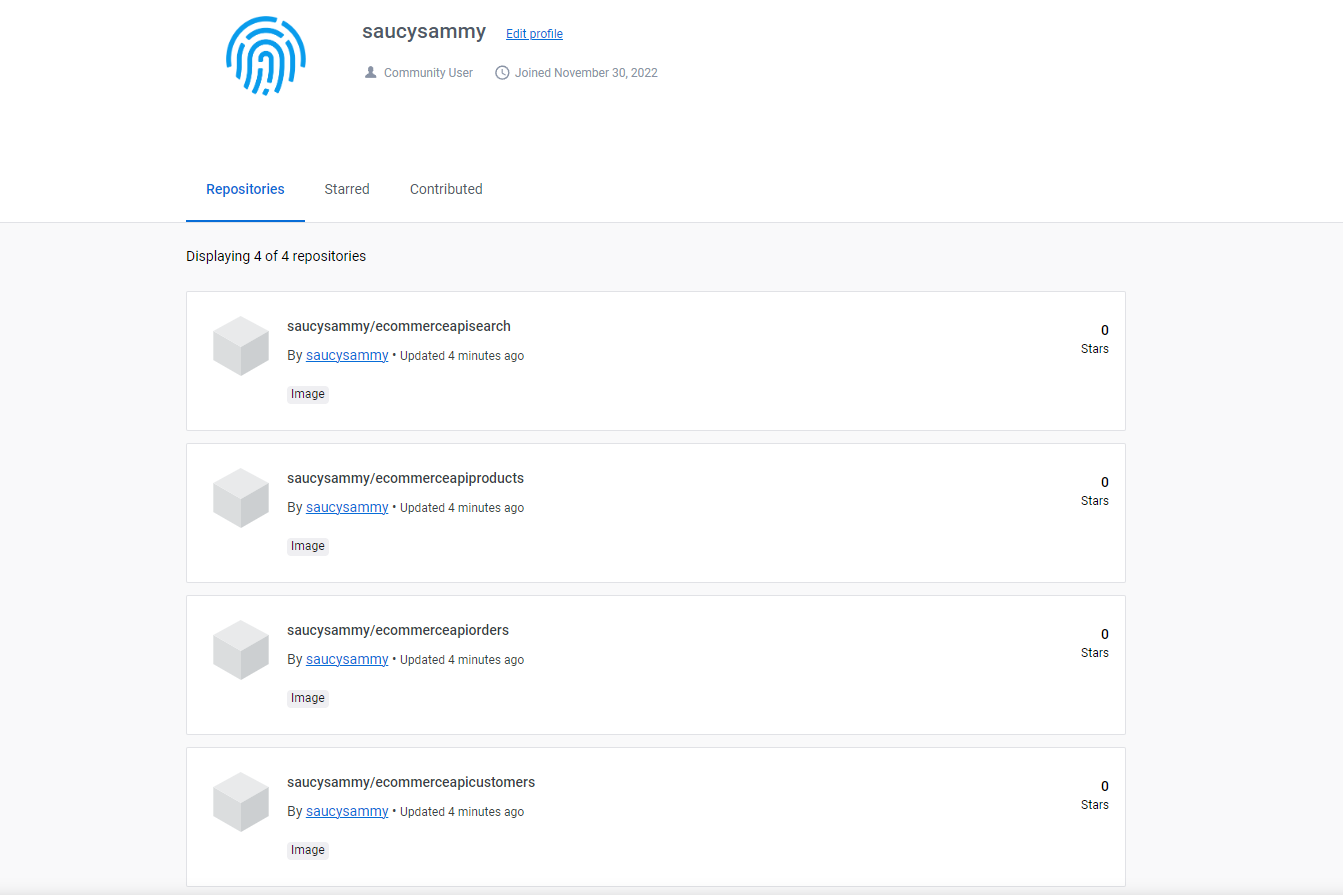 saucysammy Edit profile
Community User Joined November 30, 2022
Repositories Starred Contributed
Displaying 4 of 4 repositories
saucysammy/ecommerceapisearch
By saucysammy • Updated 4 minutes ago
Image
0
Stars
saucysammy/ecommerceapiproducts
By saucysammy • Updated 4 minutes ago
Image
0
Stars
saucysammy/ecommerceapiorders
By saucysammy • Updated 4 minutes ago
Image
0
Stars
saucysammy/ecommerceapicustomers
By saucysammy • Updated 4 minutes ago
Image
0
Stars